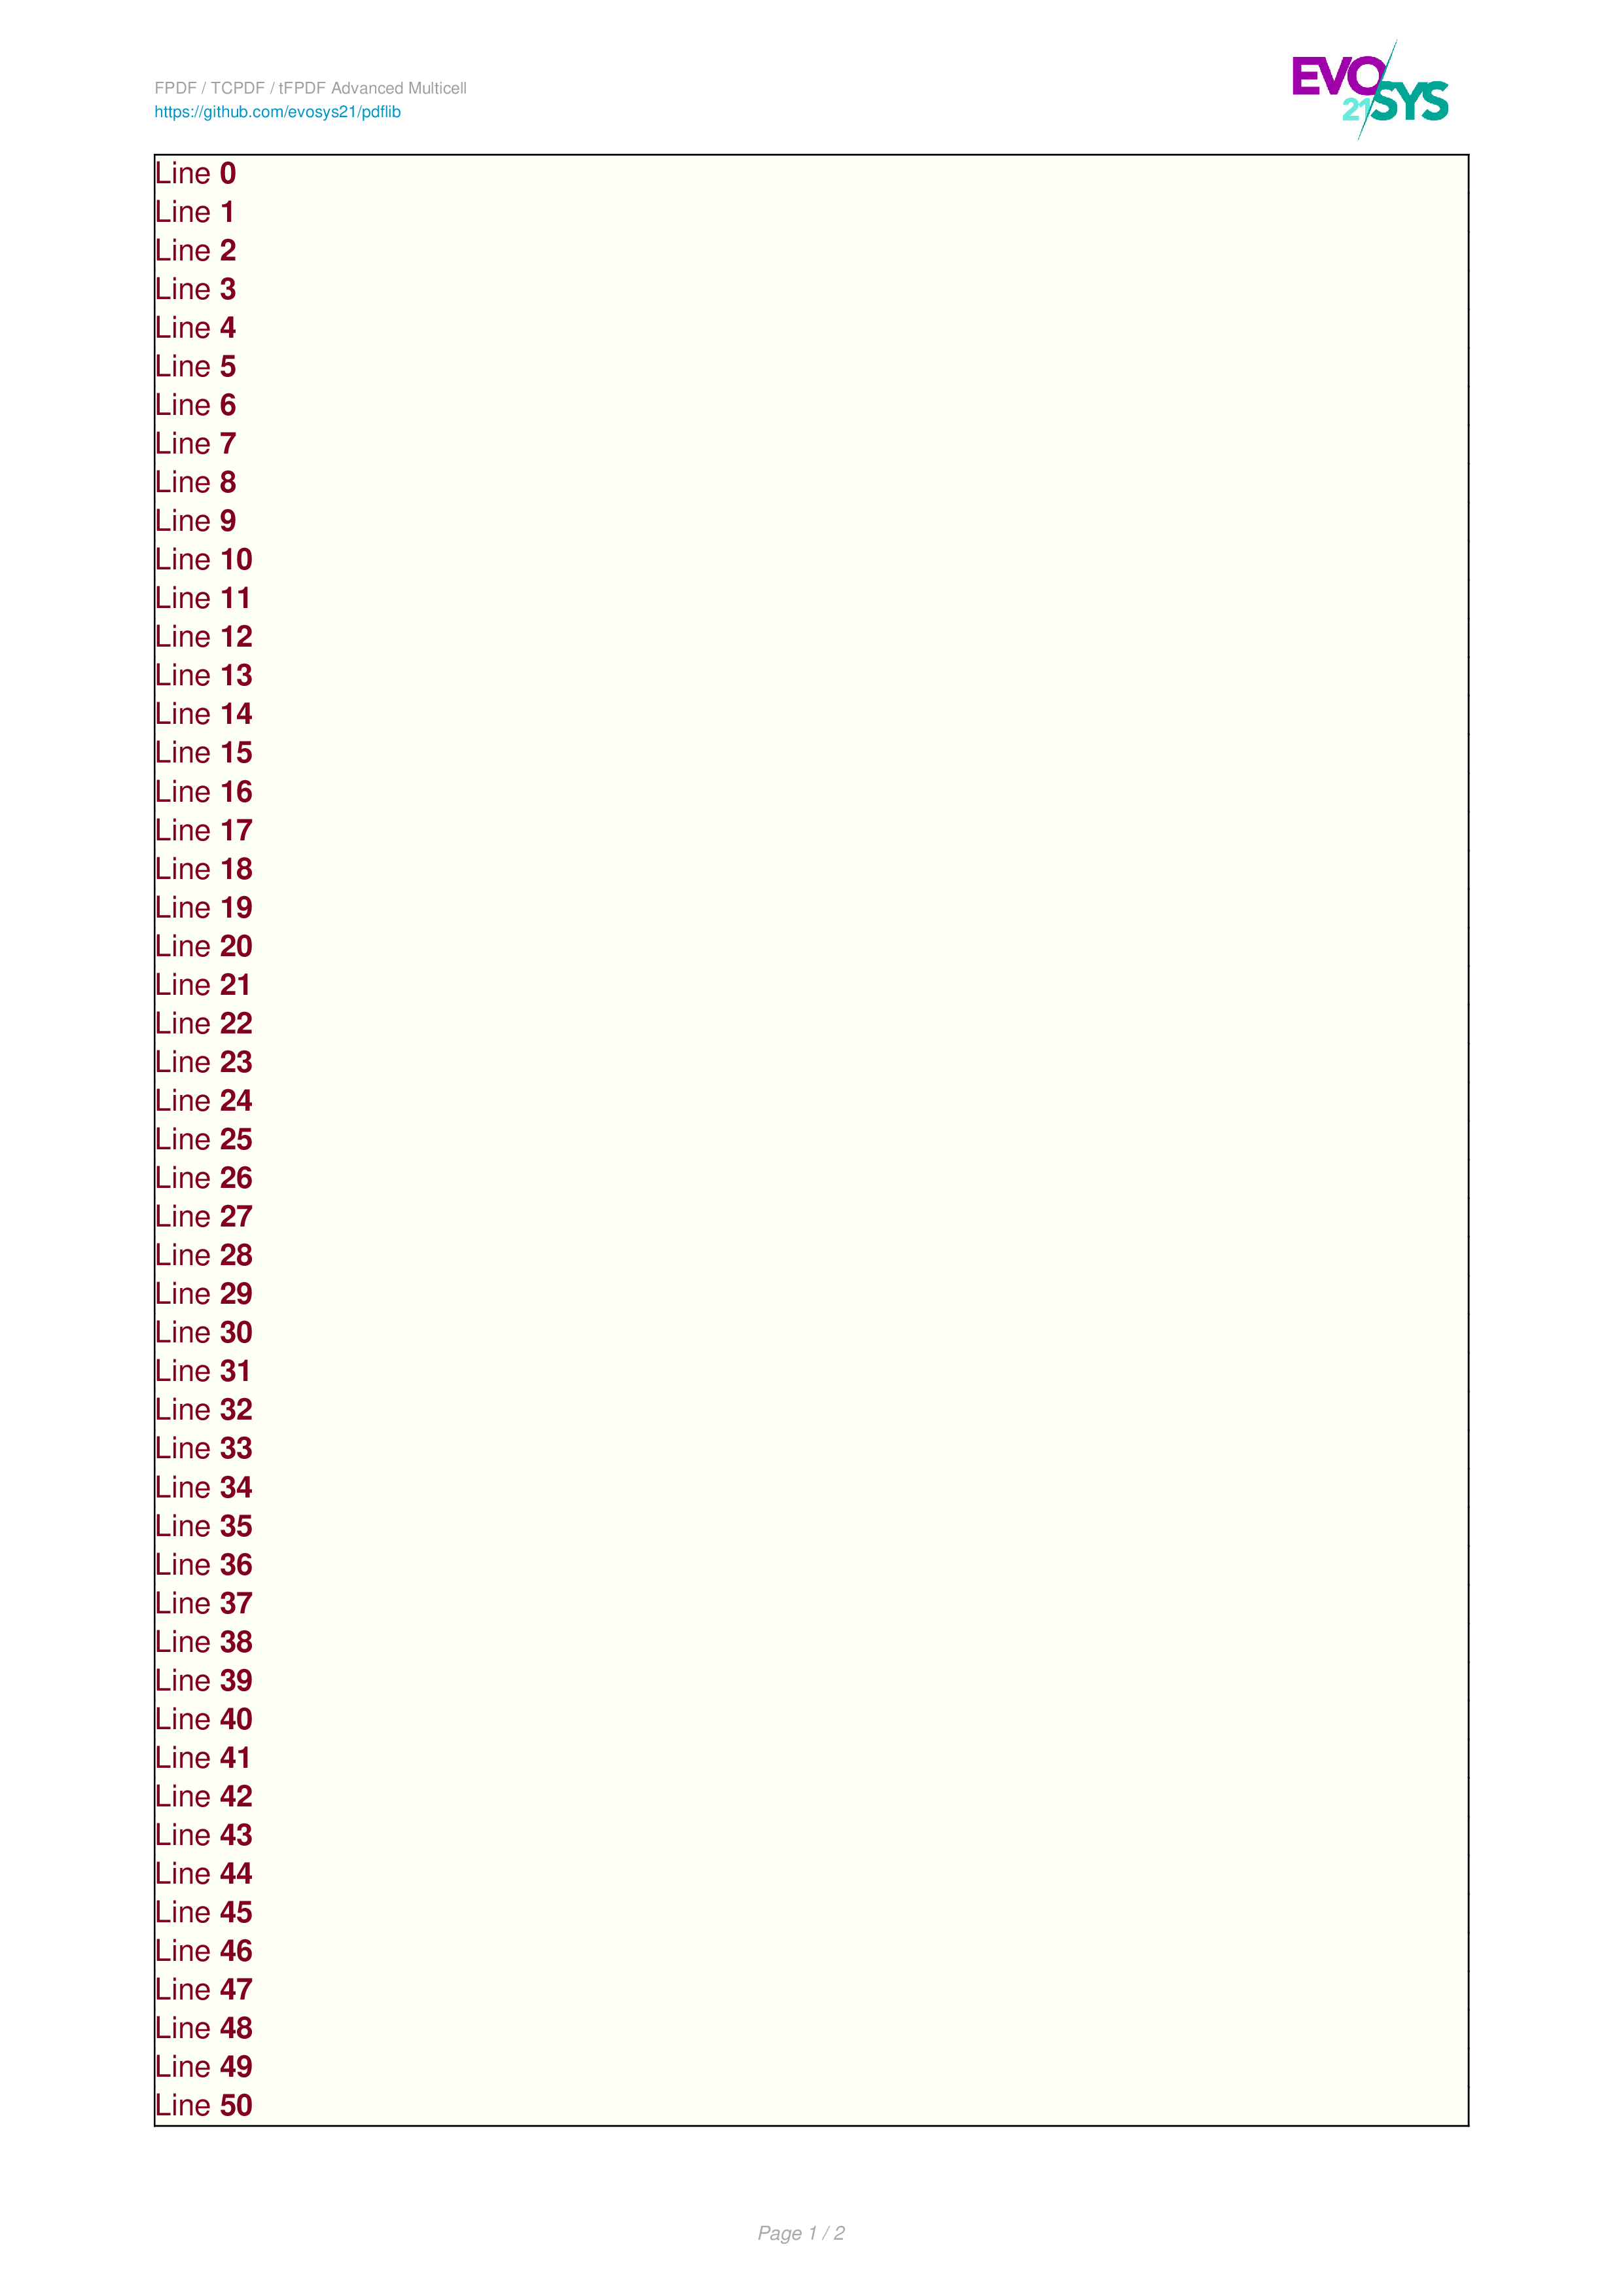 FPDF / TCPDF / tFPDF Advanced Multicell
https://github.com/evosys21/pdflib
EVO
21 SYS
Line 0
Line 1
Line 2
Line 3
Line 4
Line 5
Line 6
Line 7
Line 8
Line 9
Line 10
Line 11
Line 12
Line 13
Line 14
Line 15
Line 16
Line 17
Line 18
Line 19
Line 20
Line 21
Line 22
Line 23
Line 24
Line 25
Line 26
Line 27
Line 28
Line 29
Line 30
Line 31
Line 32
Line 33
Line 34
Line 35
Line 36
Line 37
Line 38
Line 39
Line 40
Line 41
Line 42
Line 43
Line 44
Line 45
Line 46
Line 47
Line 48
Line 49
Line 50
Page 1 / 2